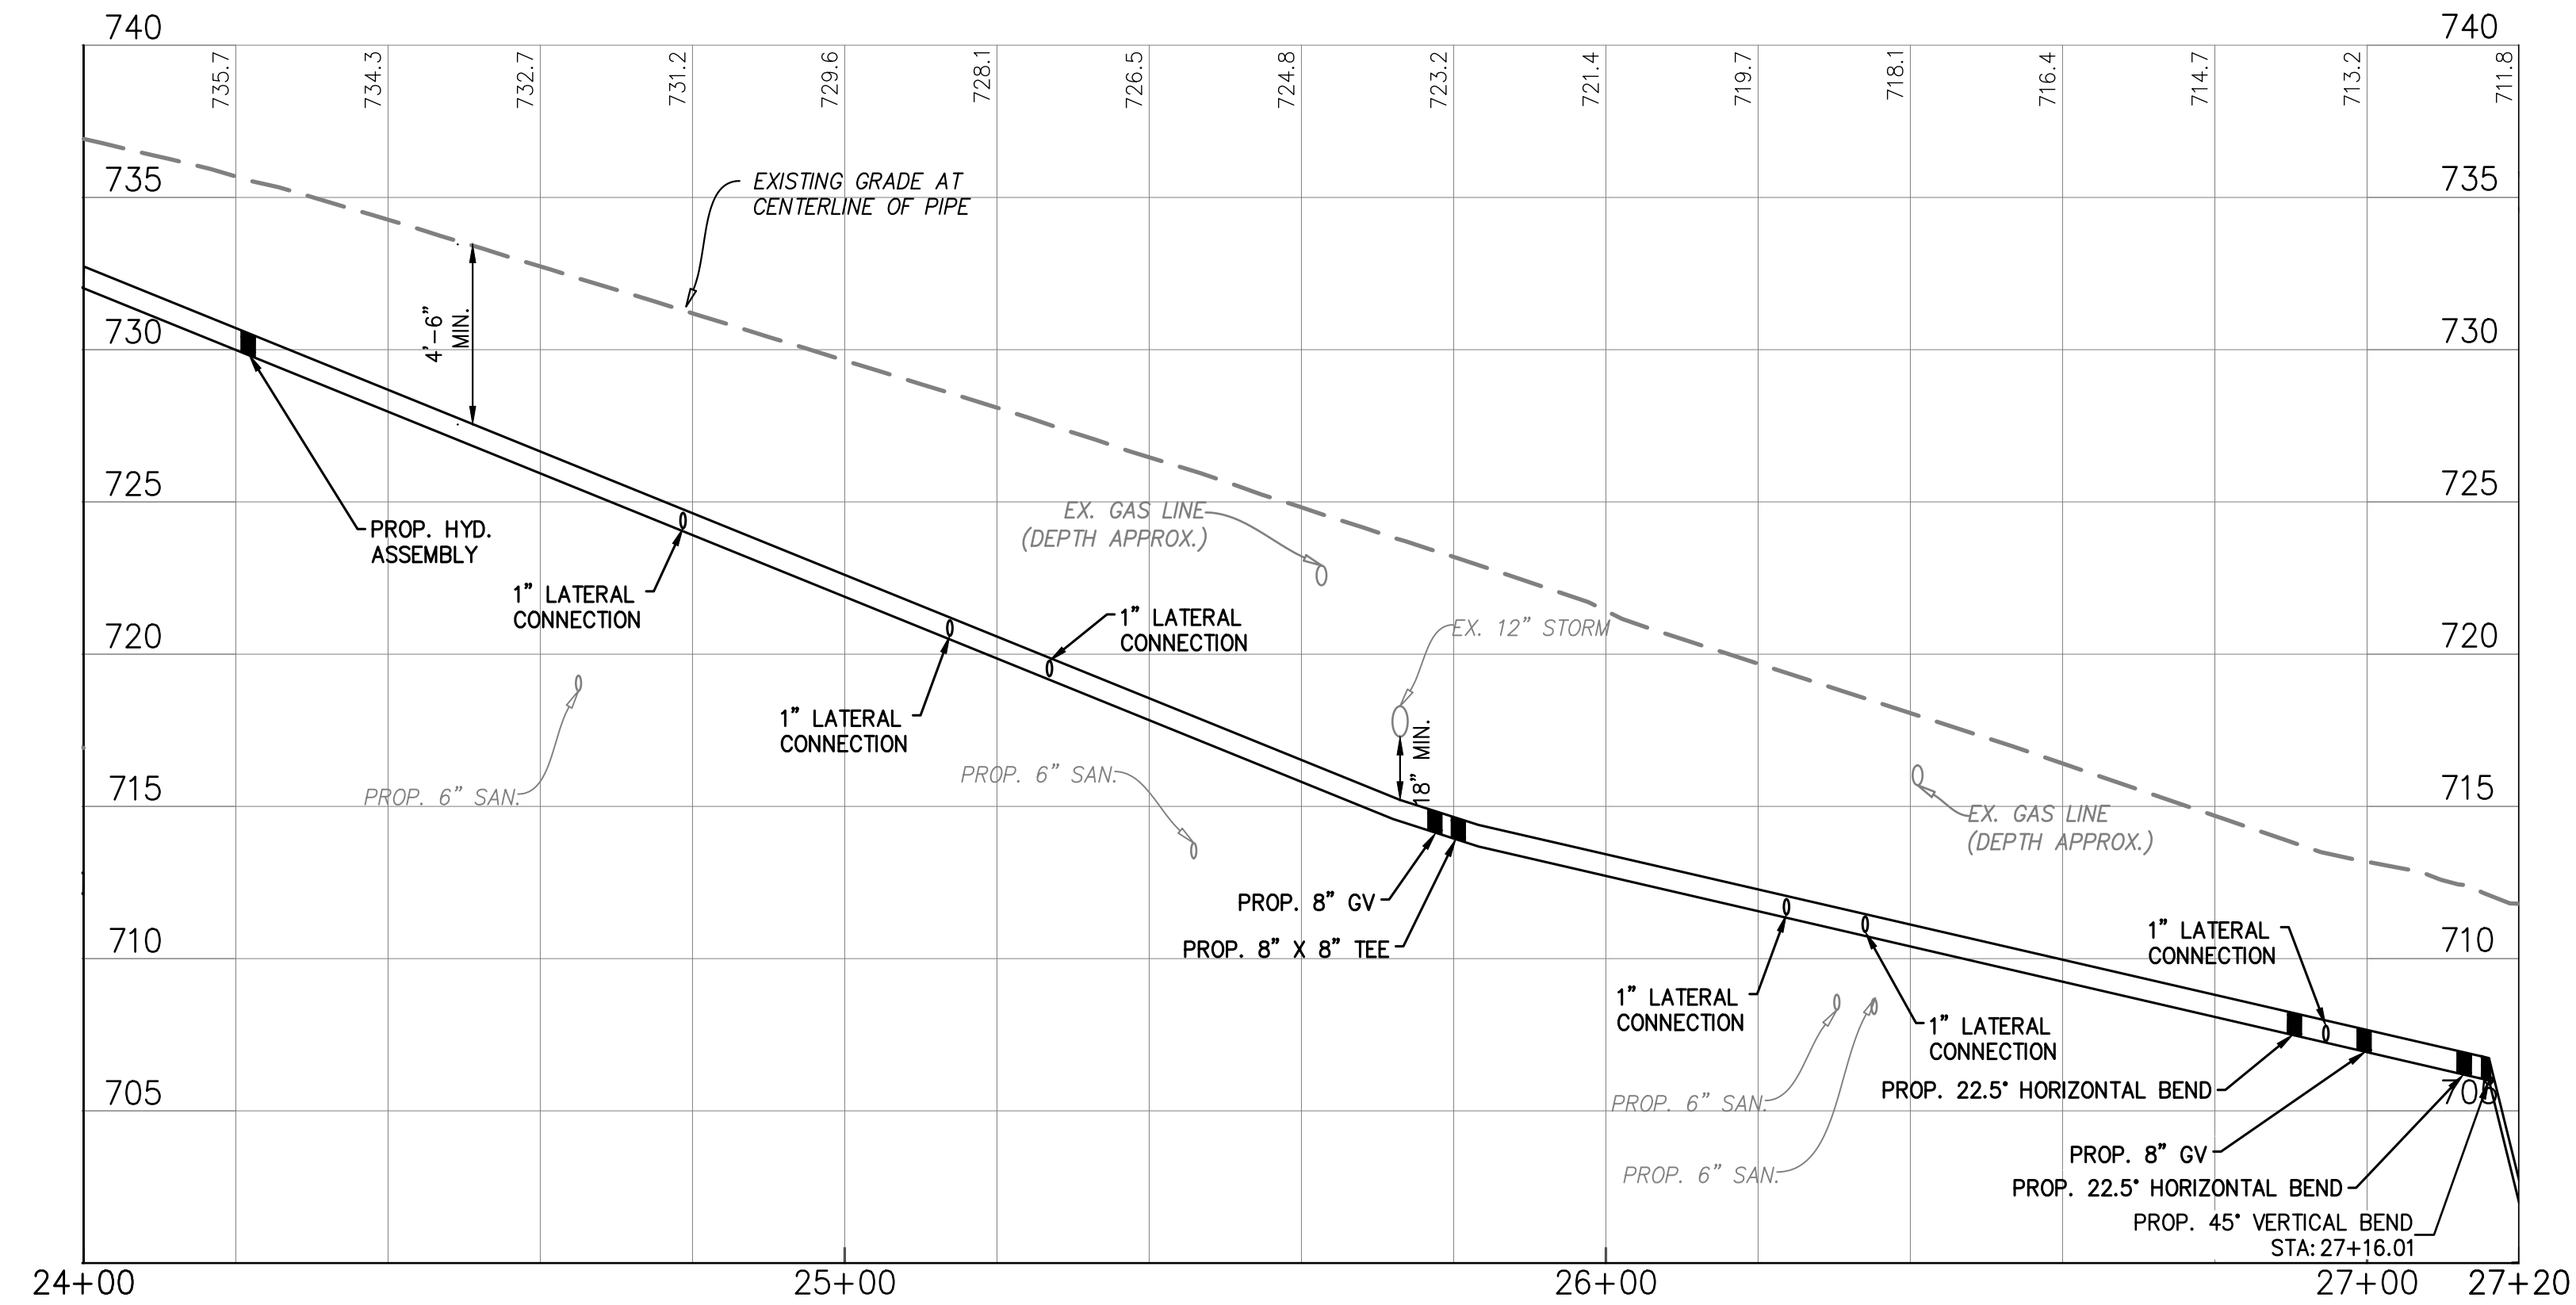 740
740
735.7
734.3
732.7
731.2
729.6
728.1
726.5
724.8
723.2
721.4
719.7
718.1
716.4
714.7
713.2
711.8
735
735
EXISTING GRADE AT
CENTERLINE OF PIPE
730
730
4'-6"
MIN.
725
725
PROP. HYD.
ASSEMBLY
EX. GAS LINE
(DEPTH APPROX.)
1" LATERAL
CONNECTION
1" LATERAL
CONNECTION
EX. 12" STORM
720
720
1" LATERAL
CONNECTION
18" MIN.
PROP. 6" SAN.
PROP. 6" SAN.
715
715
EX. GAS LINE
(DEPTH APPROX.)
PROP. 8" GV
PROP. 8" X 8" TEE
710
710
1" LATERAL
CONNECTION
1" LATERAL
CONNECTION
1" LATERAL
CONNECTION
705
705
PROP. 6" SAN.
PROP. 22.5° HORIZONTAL BEND
PROP. 6" SAN.
PROP. 8" GV
PROP. 22.5° HORIZONTAL BEND
PROP. 45° VERTICAL BEND
STA: 27+16.01
24+00
25+00
26+00
27+00
27+20